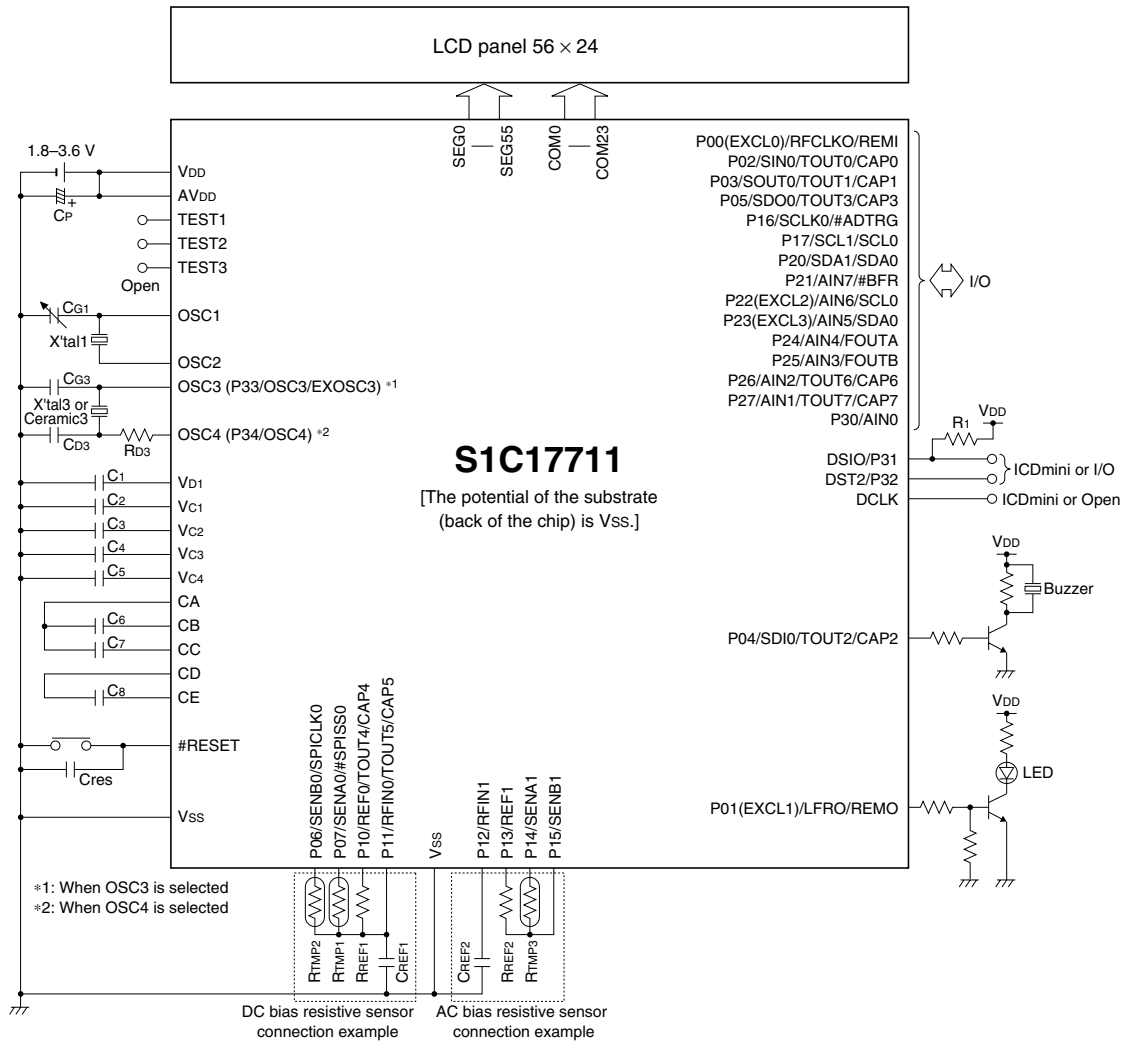 LCD panel 56 × 24
SEG0
SEG55
COM0
COM23
1.8–3.6 V
CP
+
VDD
AVDD
TEST1
TEST2
TEST3
Open
CG1
X'tal1
OSC1
OSC2
CG3
X'tal3 or
Ceramic3
CD3
RD3
OSC3 (P33/OSC3/EXOSC3) *1
OSC4 (P34/OSC4) *2
C1
VD1
C2
VC1
C3
VC2
C4
VC3
C5
VC4
CA
C6
CB
C7
CC
CD
C8
CE
#RESET
Cres
VSS
S1C17711
[The potential of the substrate
(back of the chip) is VSS.]
P00(EXCL0)/RFCLKO/REMI
P02/SIN0/TOUT0/CAP0
P03/SOUT0/TOUT1/CAP1
P05/SDO0/TOUT3/CAP3
P16/SCLK0/#ADTRG
P17/SCL1/SCL0
P20/SDA1/SDA0
P21/AIN7/#BFR
P22(EXCL2)/AIN6/SCL0
P23(EXCL3)/AIN5/SDA0
P24/AIN4/FOUTA
P25/AIN3/FOUTB
P26/AIN2/TOUT6/CAP6
P27/AIN1/TOUT7/CAP7
P30/AIN0
I/O
R1
VDD
DSIO/P31
DST2/P32
DCLK
ICDmini or I/O
ICDmini or Open
VDD
Buzzer
P04/SDI0/TOUT2/CAP2
VDD
LED
P01(EXCL1)/LFRO/REMO
P06/SENB0/SPICLK0
P07/SENA0/#SPISS0
P10/REF0/TOUT4/CAP4
P11/RFIN0/TOUT5/CAP5
VSS
P12/RFIN1
P13/REF1
P14/SENA1
P15/SENB1
*1: When OSC3 is selected
*2: When OSC4 is selected
RTMP2
RTMP1
RREF1
CREF1
CREF2
RREF2
RTMP3
DC bias resistive sensor
connection example
AC bias resistive sensor
connection example